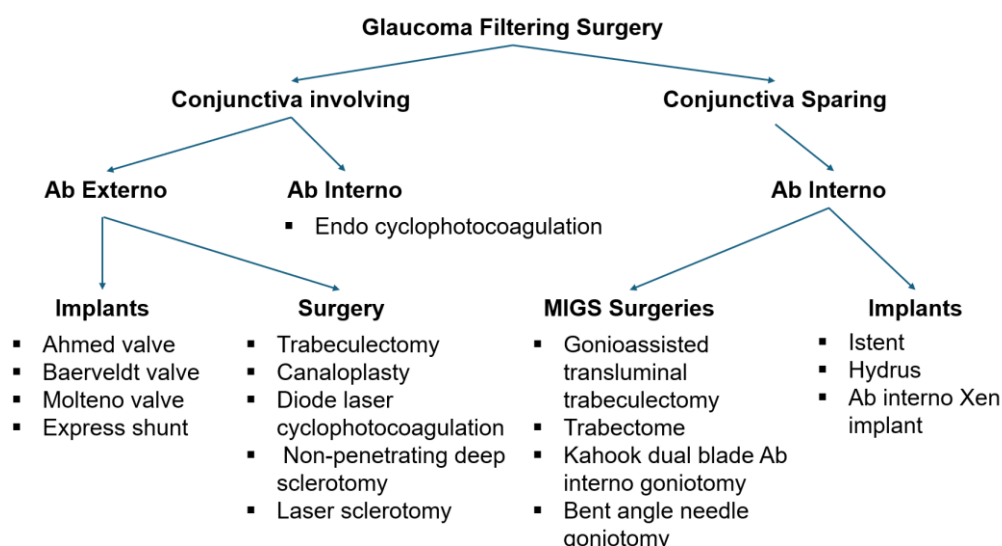 Glaucoma Filtering Surgery
Conjunctiva involving
Conjunctiva Sparing
Ab Externo
Ab Interno
▪ Endo cyclophotocoagulation
Ab Interno
Implants
▪ Ahmed valve
▪ Baerveldt valve
▪ Molteno valve
▪ Express shunt
Surgery
▪ Trabeculectomy
▪ Canaloplasty
▪ Diode laser
cyclophotocoagulation
▪ Non-penetrating deep
sclerotomy
▪ Laser sclerotomy
MIGS Surgeries
▪ Gonioassisted
transluminal
trabeculectomy
▪ Trabectome
▪ Kahook dual blade Ab
interno goniotomy
▪ Bent angle needle
goniotomy
Implants
▪ Istent
▪ Hydrus
▪ Ab interno Xen
implant